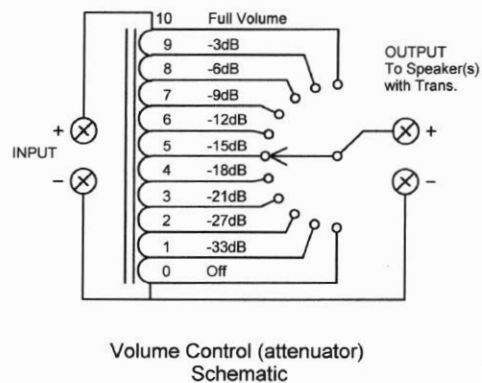 10 Full Volume
9 -3dB
8 -6dB
7 -9dB
6 -12dB
5 -15dB
4 -18dB
3 -21dB
2 -27dB
1 -33dB
0 Off
+
INPUT
–
OUTPUT
To Speaker(s)
with Trans.
+
–
Volume Control (attenuator)
Schematic